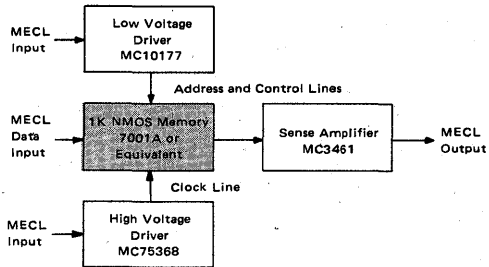 MECL
Input
Low Voltage
Driver
MC10177
Address and Control Lines
MECL
Data
Input
1K NMOS Memory
7001A or
Equivalent
Sense Amplifier
MC3461
MECL
Output
Clock Line
MECL
Input
High Voltage
Driver
MC75368